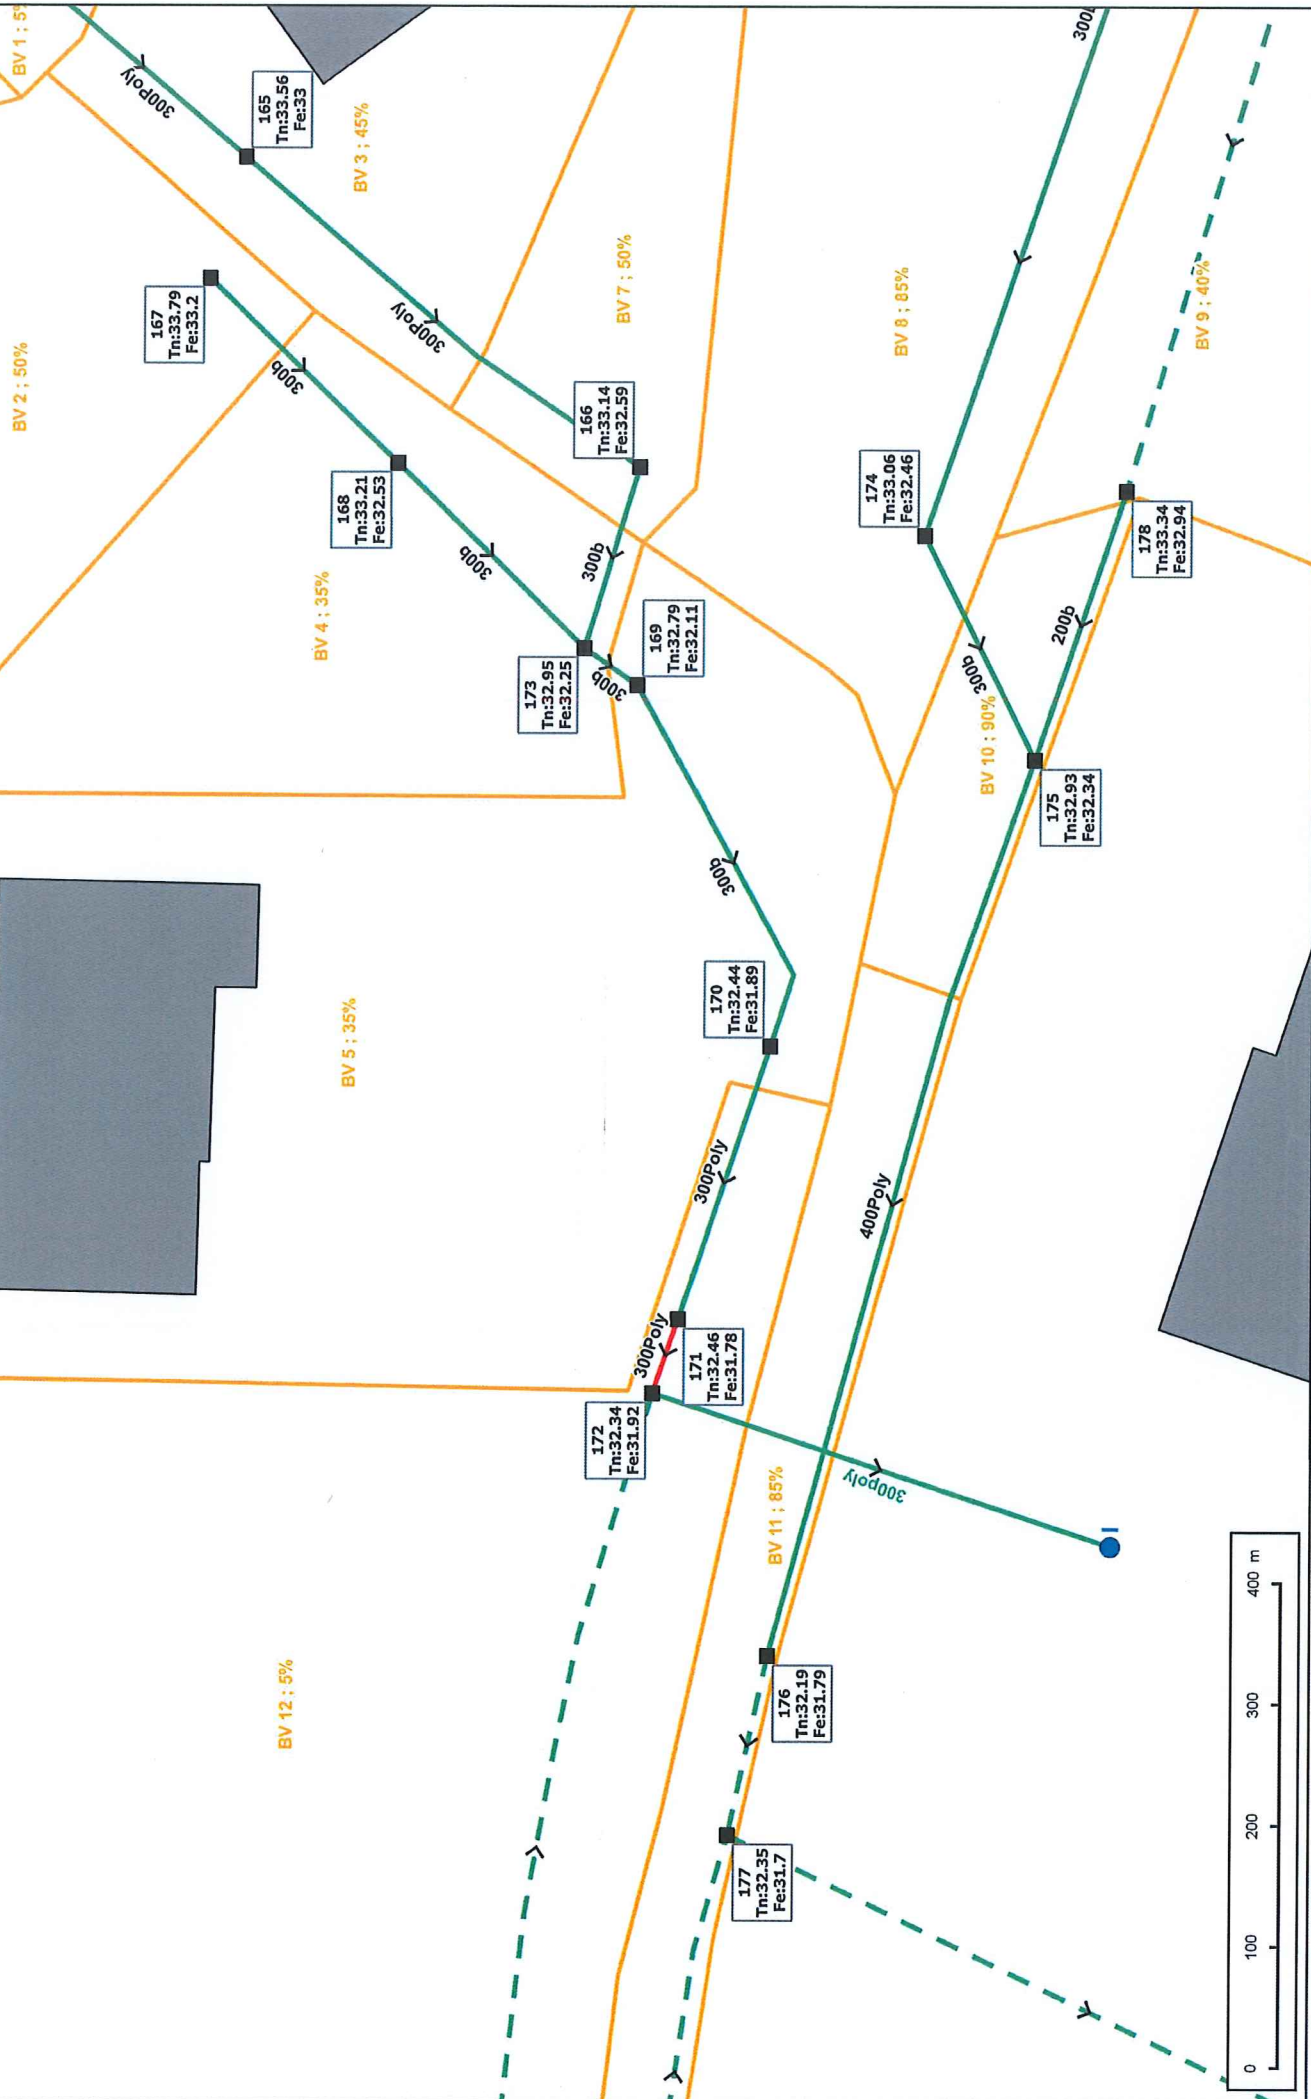 BV 1 ; 5%
300Poly
165
Tn:33.56
Fe:33
BV 3 ; 45%
167
Tn:33.79
Fe:33.2
BV 2 ; 50%
300b
300Poly
BV 7 ; 50%
166
Tn:33.14
Fe:32.59
168
Tn:33.21
Fe:32.53
300b
300b
BV 4 ; 35%
173
Tn:32.95
Fe:32.25
300b
169
Tn:32.79
Fe:32.11
300b
BV 8 ; 85%
BV 9 ; 40%
174
Tn:33.06
Fe:32.46
178
Tn:33.34
Fe:32.94
200b
300b
BV 10 ; 90%
175
Tn:32.93
Fe:32.34
300b
BV 5 ; 35%
170
Tn:32.44
Fe:31.89
300Poly
400Poly
300Poly
171
Tn:32.46
Fe:31.78
172
Tn:32.34
Fe:31.92
300poly
BV 11 ; 85%
I
BV 12 ; 5%
176
Tn:32.19
Fe:31.79
177
Tn:32.35
Fe:31.7
0 100 200 300 400 m